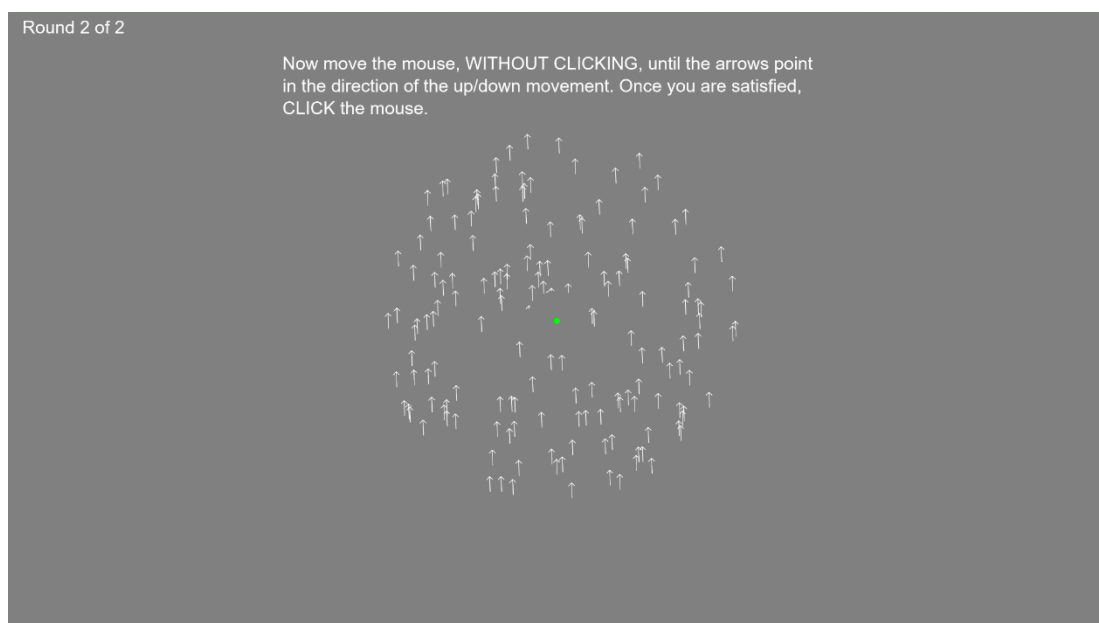 Round 2 of 2
Now move the mouse, WITHOUT CLICKING, until the arrows point
in the direction of the up/down movement. Once you are satisfied,
CLICK the mouse.